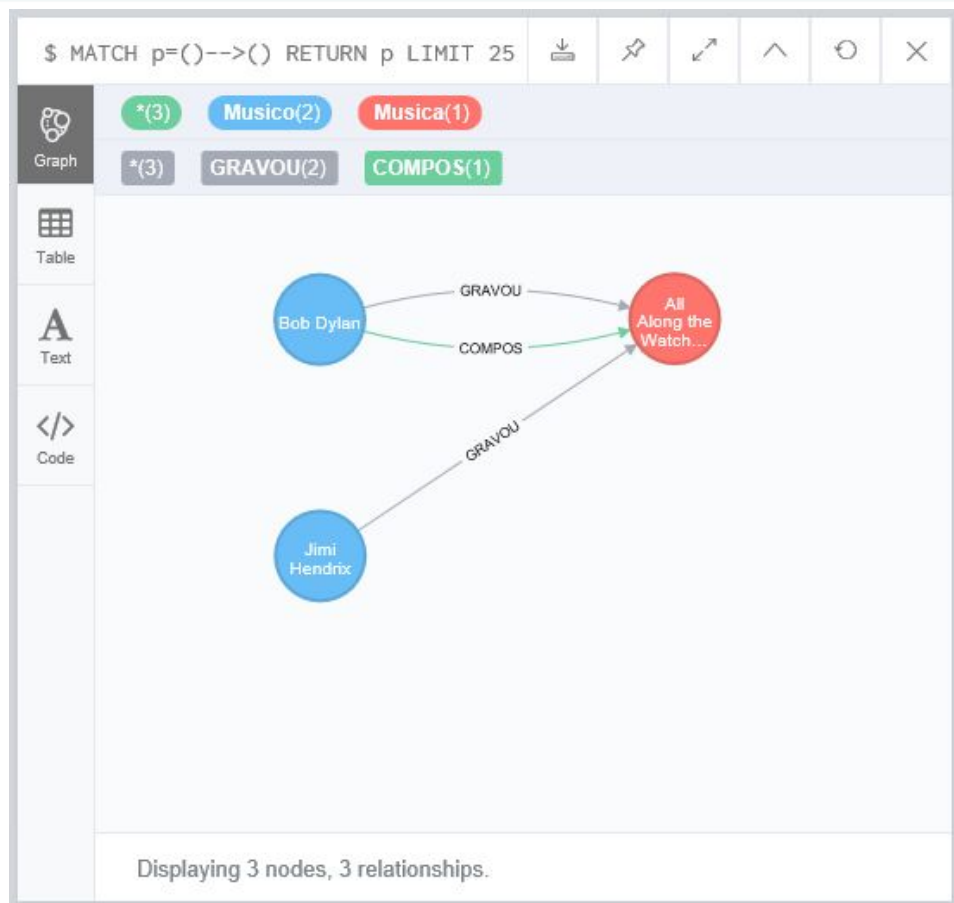 $ MATCH p=()-->() RETURN p LIMIT 25
Graph
Table
Text
Code
*(3) Musico(2) Musica(1)
*(3) GRAVOU(2) COMPOS(1)
Bob Dylan
GRAVOU
COMPOS
All
Along the
Watch...
GRAVOU
Jimi
Hendrix
Displaying 3 nodes, 3 relationships.